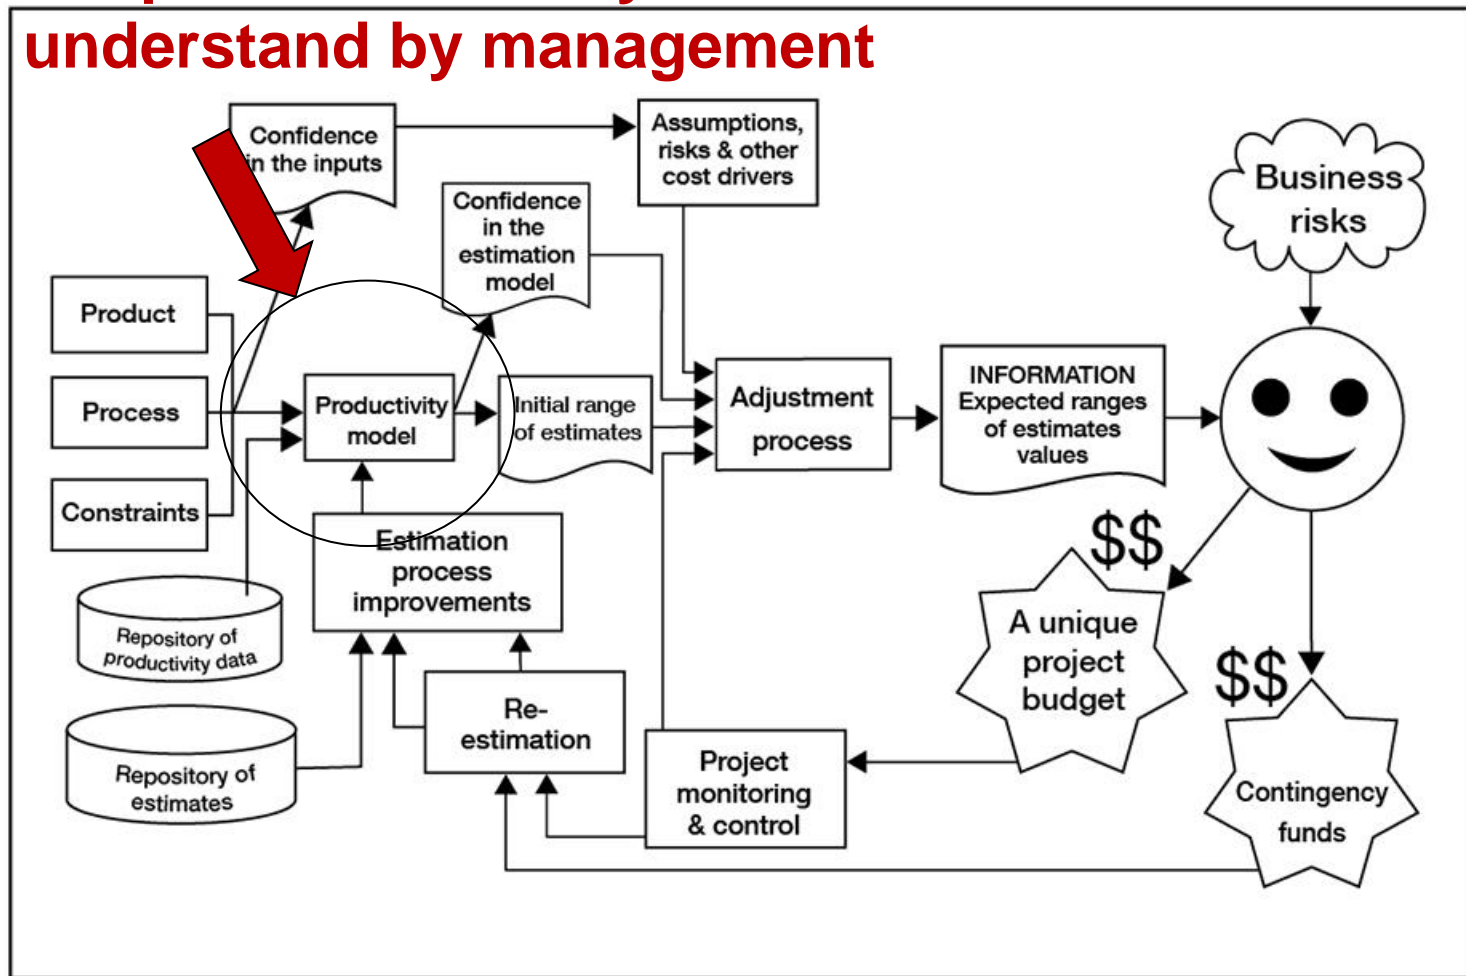 understand by management
Confidence
in the inputs
Assumptions,
risks & other
cost drivers
Confidence
in the
estimation
model
Business
risks
Product
Process
Constraints
Productivity
model
Initial range
of estimates
Adjustment
process
INFORMATION
Expected ranges
of estimates
values
Estimation
process
improvements
Repository of
productivity data
Repository of
estimates
Re-
estimation
Project
monitoring
& control
$$
A unique
project
budget
$$
Contingency
funds